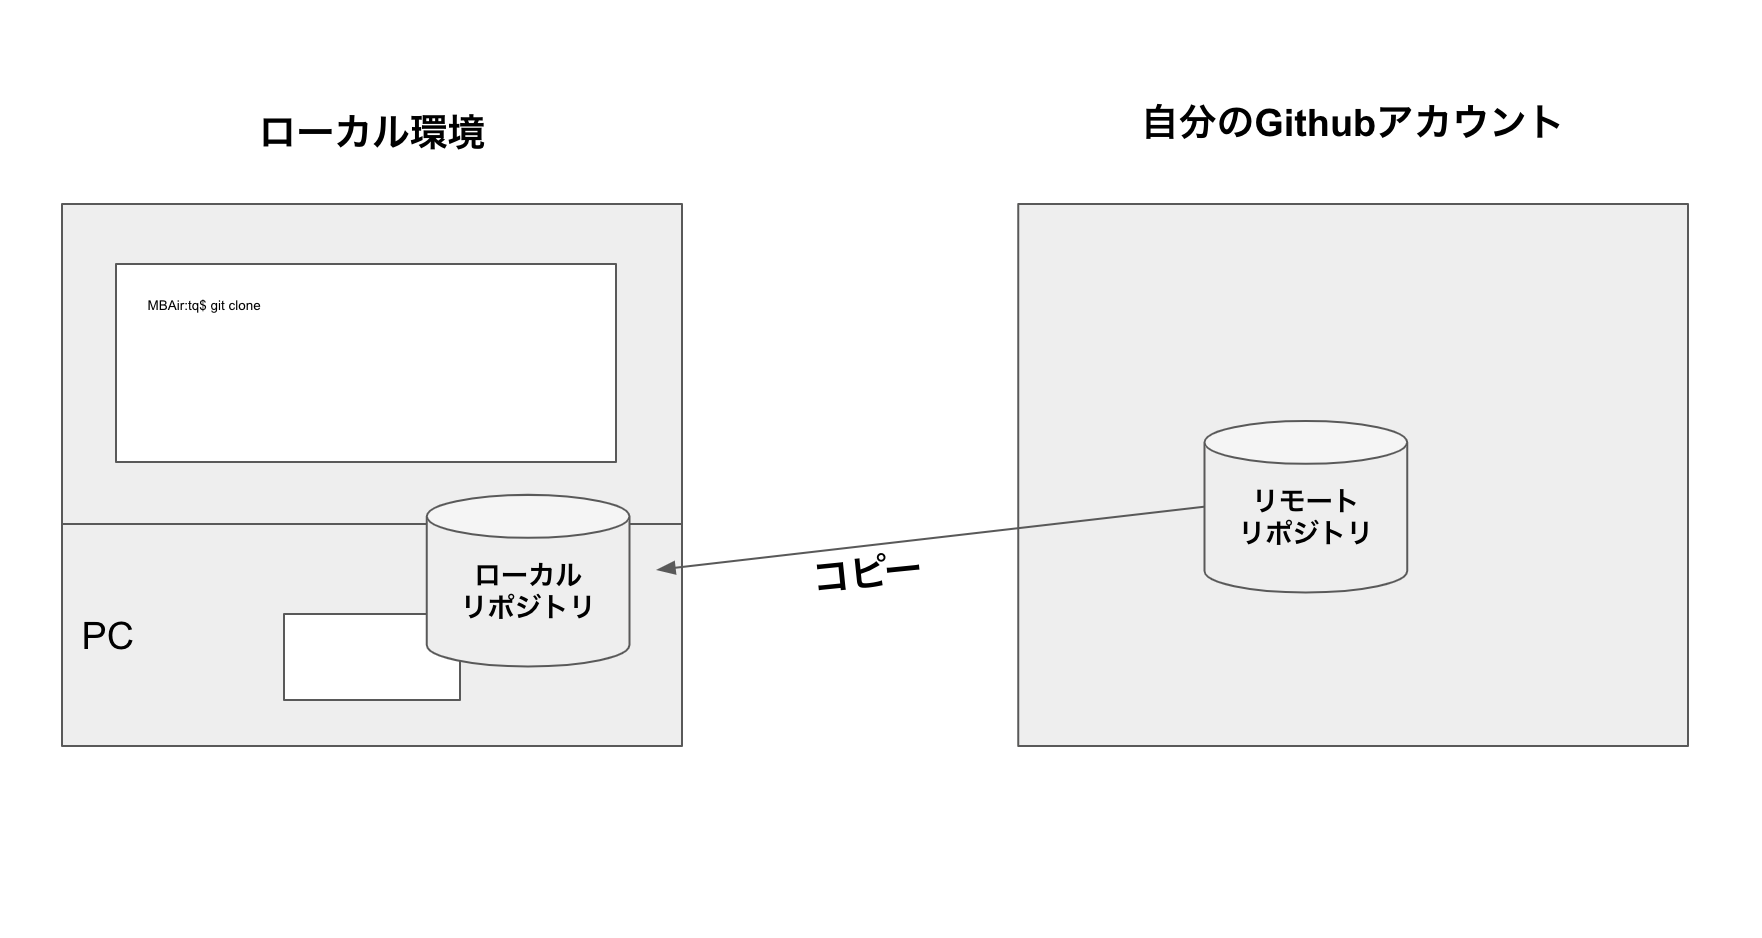 ローカル環境
自分のGithubアカウント
MBAir:tq$ git clone
リモート
リポジトリ
コピー
ローカル
リポジトリ
PC